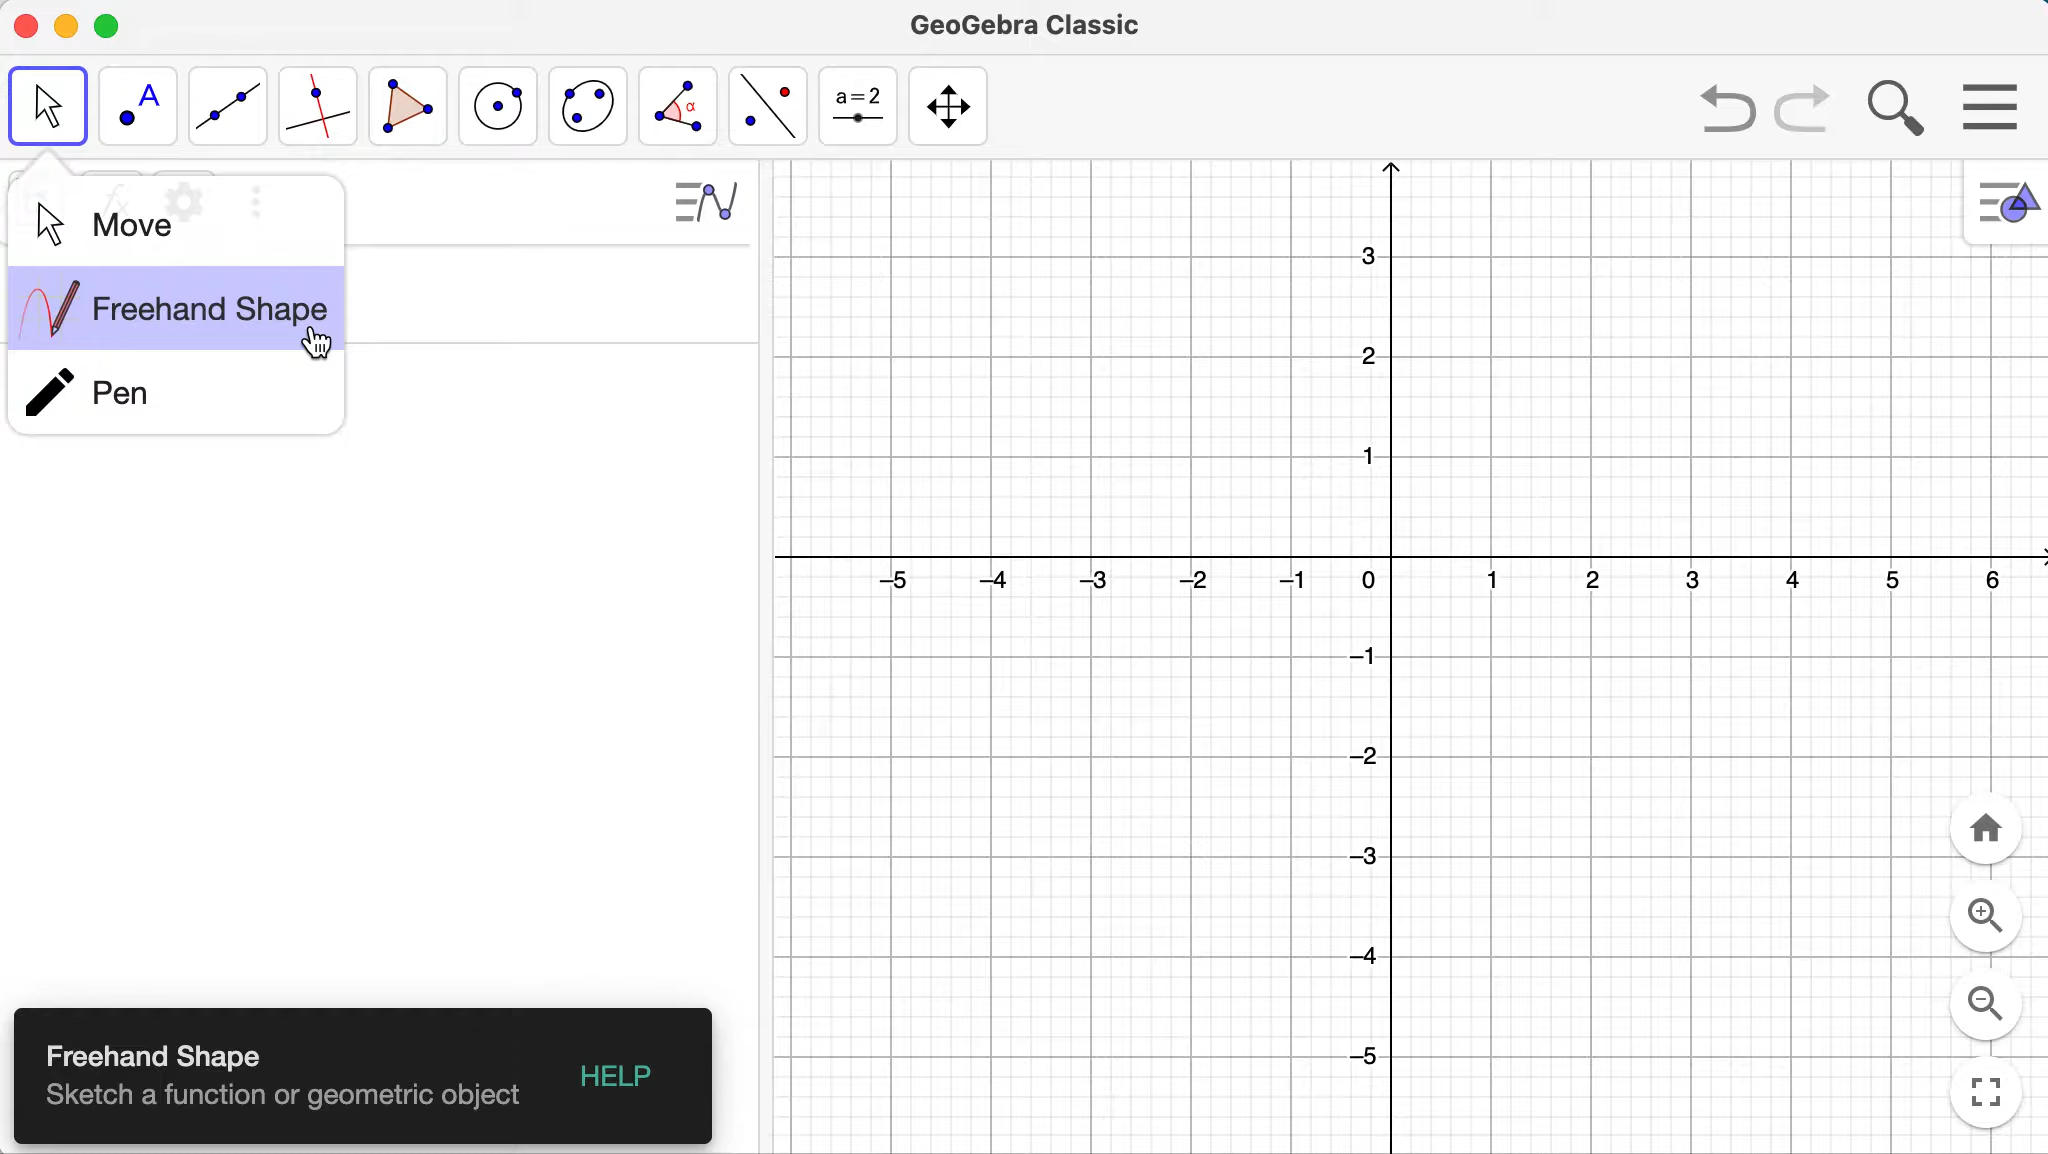 GeoGebra Classic
A
α
a=2
Move
Freehand Shape
Pen
3
2
1
–5 –4 –3 –2 –1 0 1 2 3 4 5 6
–1
–2
–3
–4
–5
Freehand Shape
Sketch a function or geometric object
HELP